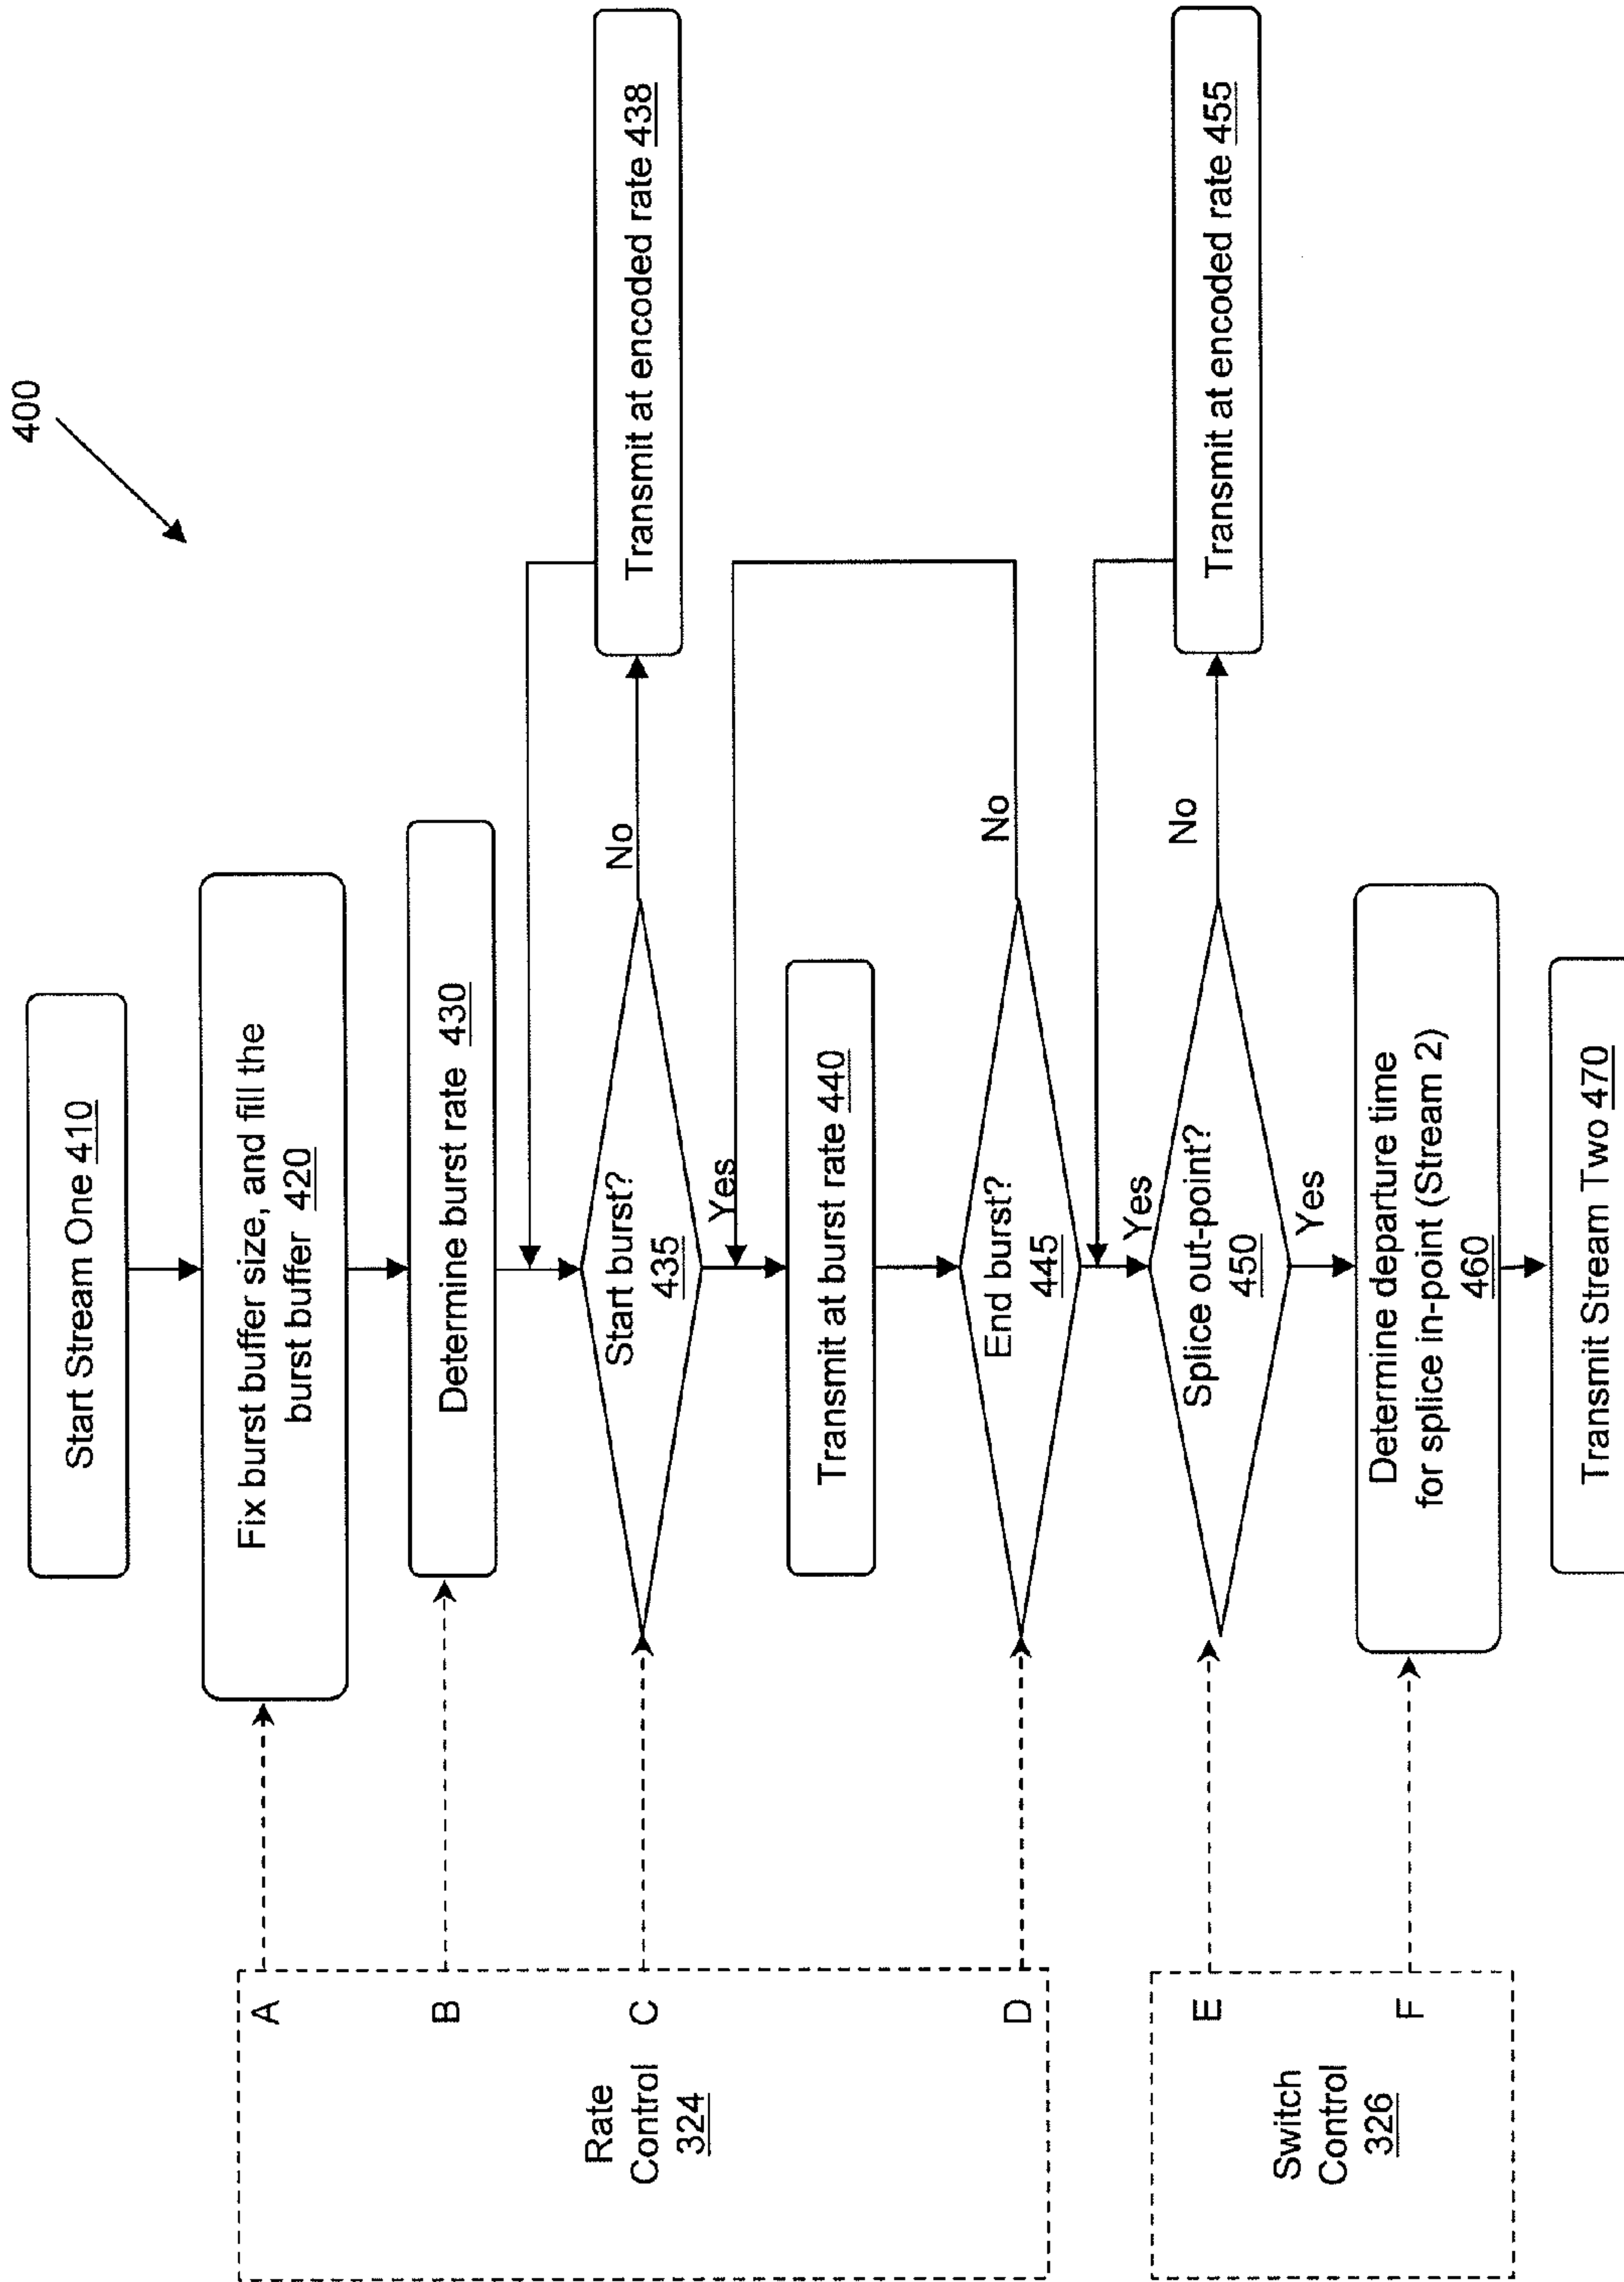 400
Start Stream One 410
Fix burst buffer size, and fill the
burst buffer 420
Determine burst rate 430
Start burst?
435
No
Transmit at encoded rate 438
Yes
Transmit at burst rate 440
End burst?
445
No
Yes
Splice out-point?
450
No
Transmit at encoded rate 455
Yes
Determine departure time
for splice in-point (Stream 2)
460
Transmit Stream Two 470
A
B
C
D
Rate
Control
324
E
F
Switch
Control
326